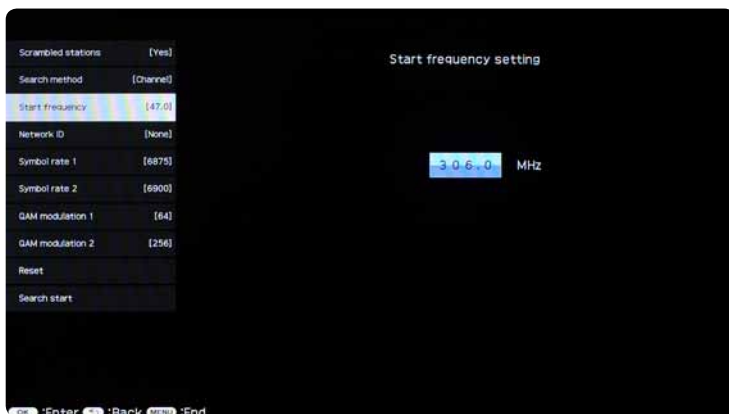 Scrambled stations [Yes]
Search method [Channel]
Start frequency [47.0]
Network ID [None]
Symbol rate 1 [6875]
Symbol rate 2 [6900]
QAM modulation 1 [64]
QAM modulation 2 [256]
Reset
Search start
Start frequency setting
306.0 MHz
OK :Enter :Back MENU :End